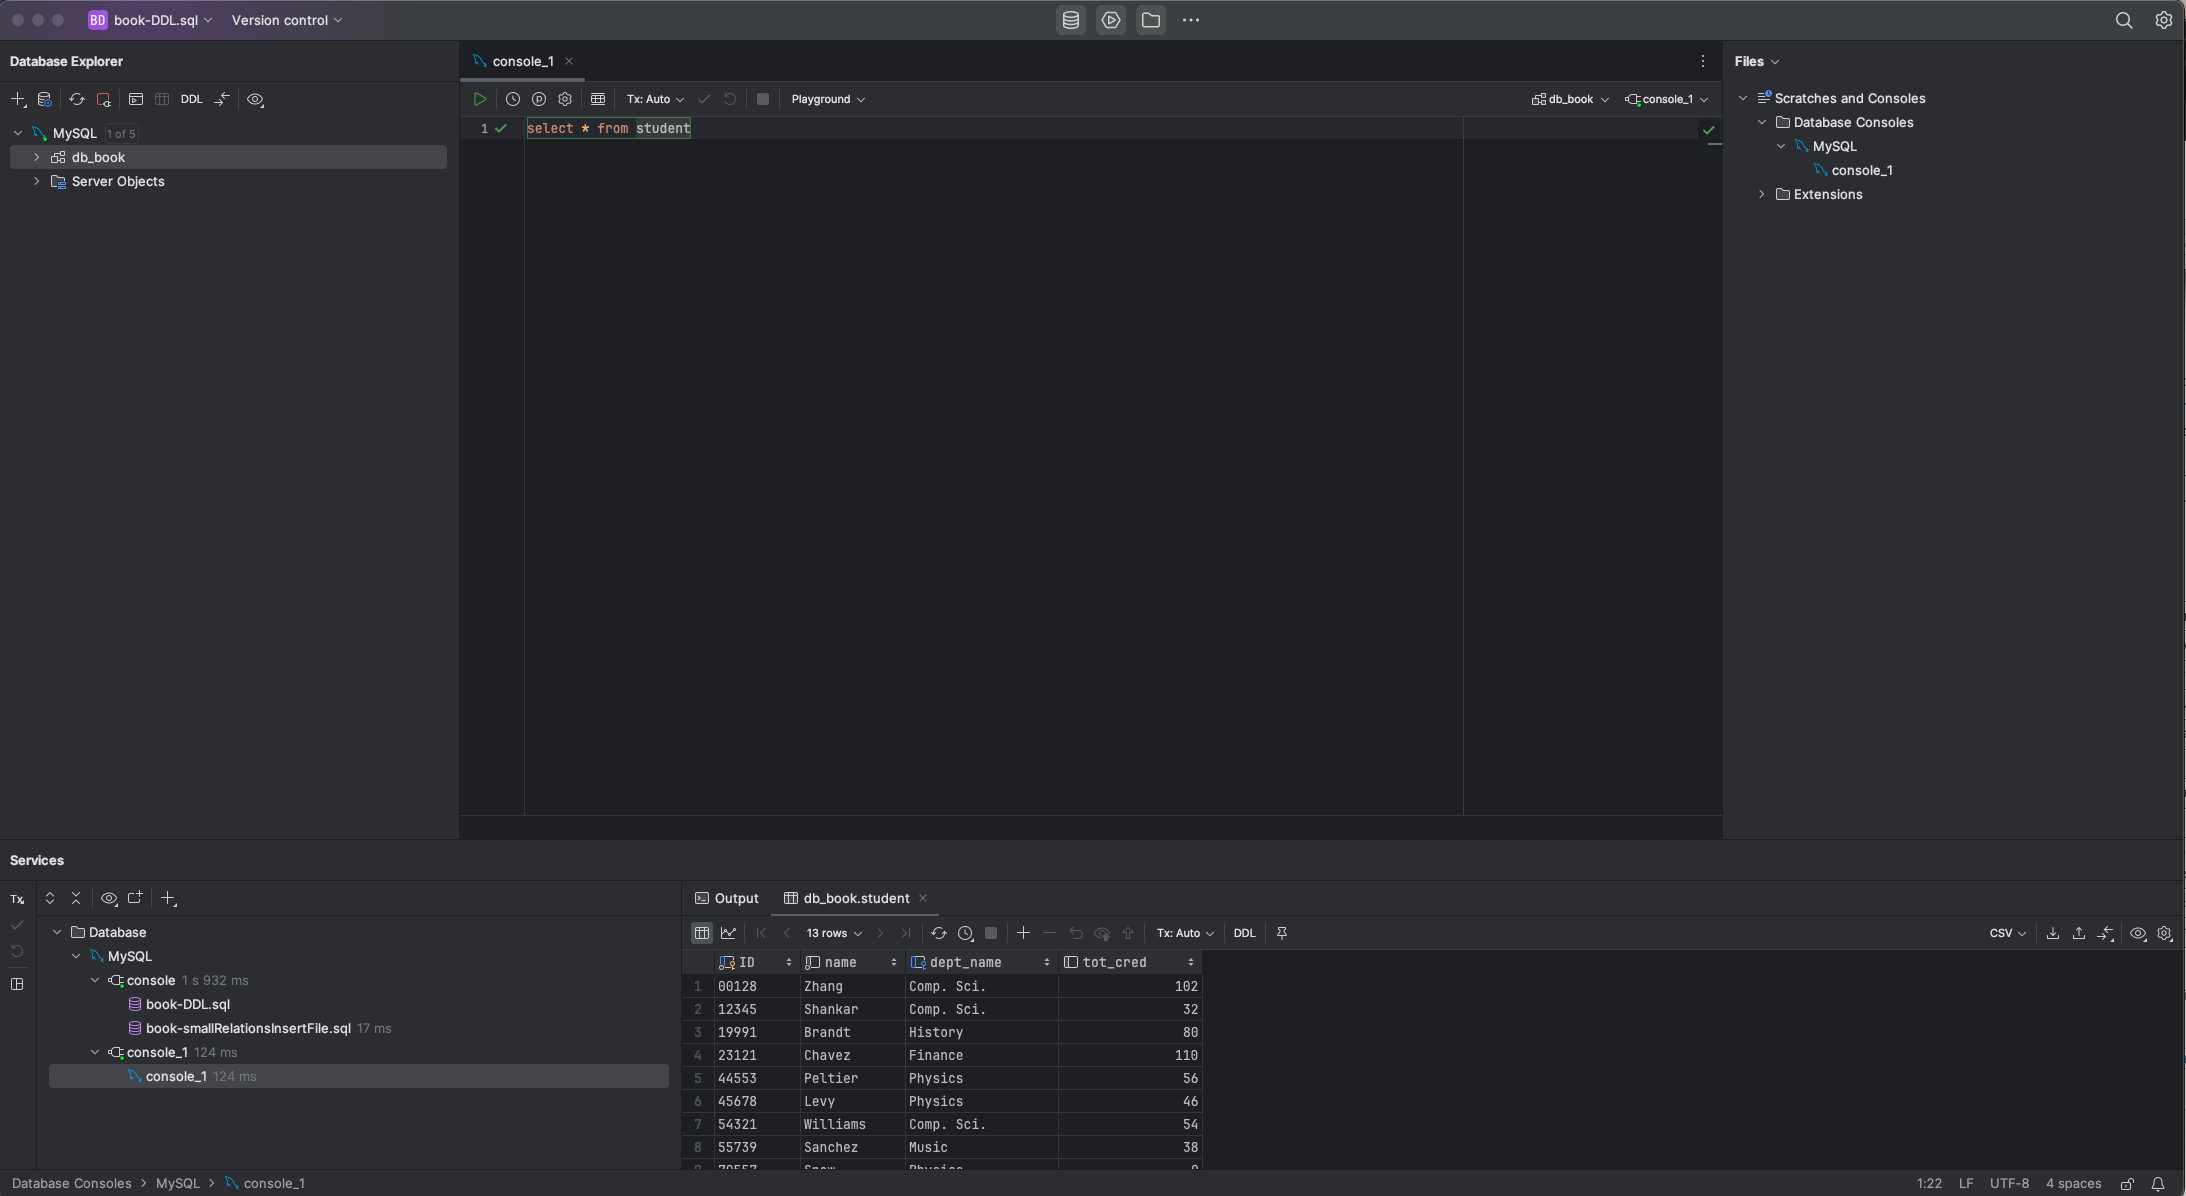 BD book-DDL.sql Version control
Database Explorer
DDL
MySQL 1 of 5
db_book
Server Objects
console_1
Tx: Auto Playground db_book console_1
1 select * from student
Files
Scratches and Consoles
Database Consoles
MySQL
console_1
Extensions
Services
Tx
Database
MySQL
console 1 s 932 ms
book-DDL.sql
book-smallRelationsInsertFile.sql 17 ms
console_1 124 ms
console_1 124 ms
Output db_book.student
13 rows Tx: Auto DDL CSV
ID name dept_name tot_cred
1 00128 Zhang Comp. Sci. 102
2 12345 Shankar Comp. Sci. 32
3 19991 Brandt History 80
4 23121 Chavez Finance 110
5 44553 Peltier Physics 56
6 45678 Levy Physics 46
7 54321 Williams Comp. Sci. 54
8 55739 Sanchez Music 38
9 70557 Snow Physics 0
Database Consoles > MySQL > console_1
1:22 LF UTF-8 4 spaces